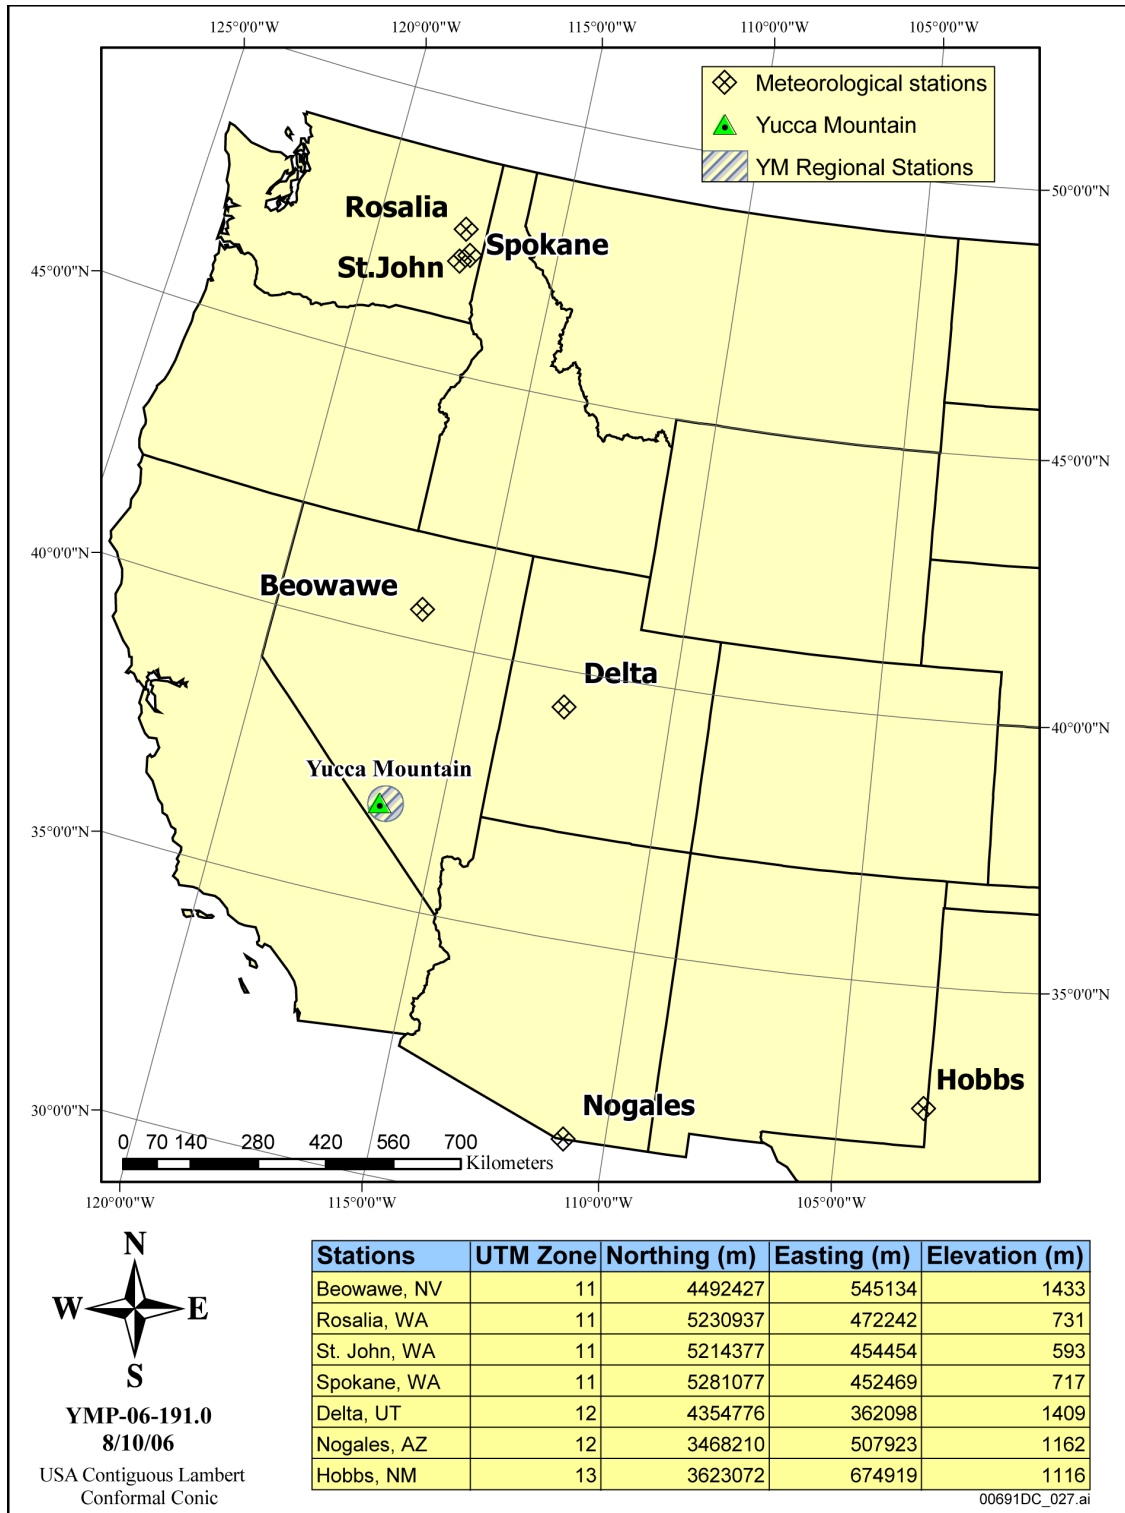 125°0'0"W 120°0'0"W 115°0'0"W 110°0'0"W 105°0'0"W
Meteorological stations
Yucca Mountain
YM Regional Stations
50°0'0"N
Rosalia
Spokane
St.John
45°0'0"N
45°0'0"N
40°0'0"N
Beowawe
Delta
40°0'0"N
Yucca Mountain
35°0'0"N
35°0'0"N
Hobbs
Nogales
30°0'0"N
0 70 140 280 420 560 700
Kilometers
120°0'0"W 115°0'0"W 110°0'0"W 105°0'0"W
N
W E
S
YMP-06-191.0
8/10/06
USA Contiguous Lambert
Conformal Conic
Stations UTM Zone Northing (m) Easting (m) Elevation (m)
Beowawe, NV 11 4492427 545134 1433
Rosalia, WA 11 5230937 472242 731
St. John, WA 11 5214377 454454 593
Spokane, WA 11 5281077 452469 717
Delta, UT 12 4354776 362098 1409
Nogales, AZ 12 3468210 507923 1162
Hobbs, NM 13 3623072 674919 1116
00691DC_027.ai